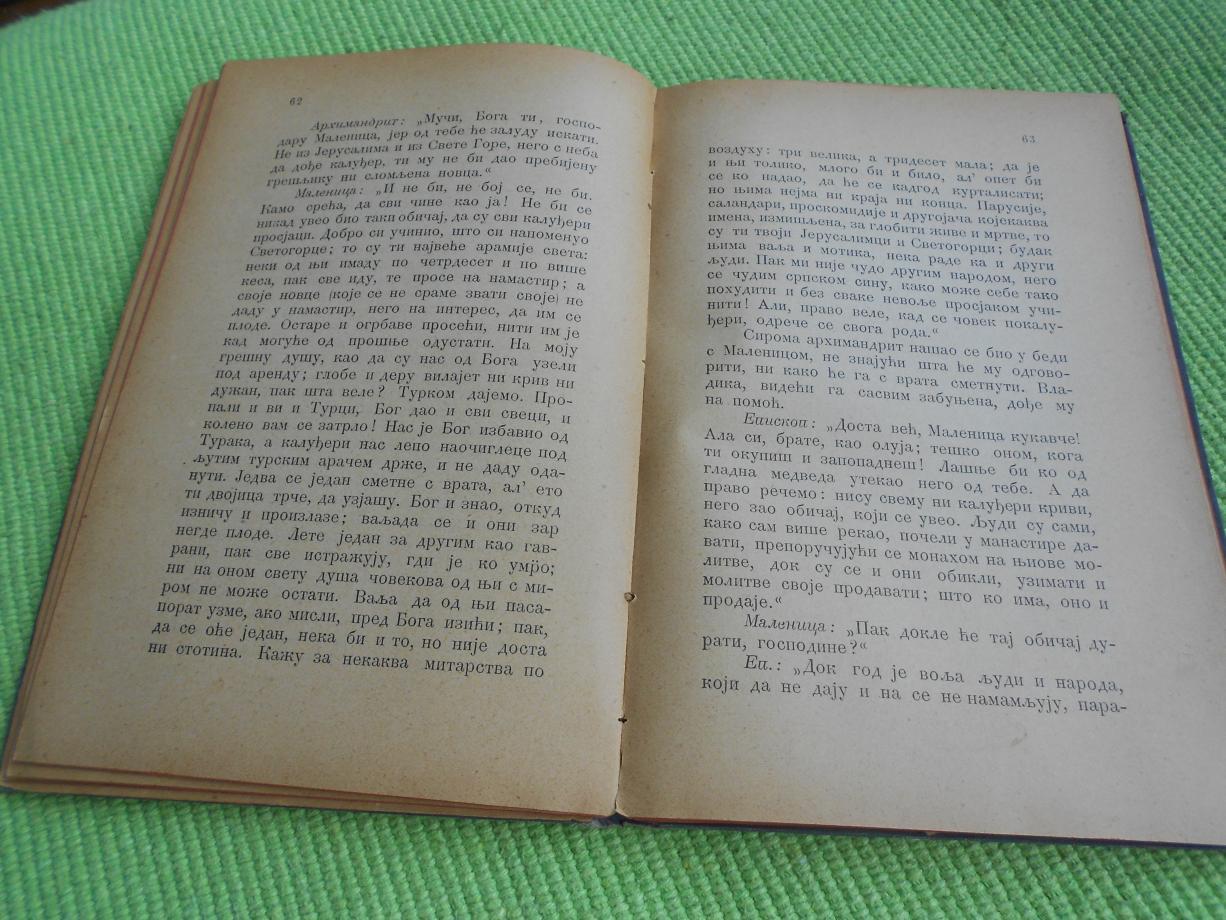 62
Архимандрит: „Мучи, Бога ти, госпо-
дару Маленица, јер од тебе ће залуду искати.
Не из Јерусалима и из Свете Горе, него с неба
да дође калуђер, ти му не би дао пребијену
грешљику ни сломљена новца.“
Маленица: „И не би, не бој се, не би.
Камо срећа, да сви чине као ја! Не би се
никад увео био таки обичај, да су сви калуђери
просјаци. Добро си учинио, што си напоменуо
Светогорце; то су ти највеће арамије света:
неки од њи имаду по четрдесет и по више
кеса, пак све иду, те просе на намастир; а
своје новце (које се не сраме звати своје) не
даду у намастир, него на интерес, да им се
плоде. Остаре и огрбаве просећи, нити им је
кад могуће од прошње одустати. На моју
грешну душу, као да су нас од Бога узели
под аренду; глобе и деру вилајет ни крив ни
дужан, пак шта веле? Турком дајемо. Про-
пали и ви и Турци, Бог дао и сви свеци, и
колено вам се затрло! Нас је Бог избавио од
Турака, а калуђери нас лепо наочиглеце под
љутим турским арачем држе, и не даду ода-
нути. Једва се један сметне с врата, ал’ ето
ти двојица трче, да узјашу. Бог и знао, откуд
изничу и произлазе; ваљада се и они зар
негде плоде. Лете један за другим као гав-
рани, пак све истражују, гди је ко умро;
ни на оном свету душа човекова од њи с ми-
ром не може остати. Ваља да од њи паса-
порат узме, ако мисли, пред Бога изићи; пак,
да се оће један, нека би и то, но није доста
ни стотина. Кажу за некаква митарства по
63
воздуху: три велика, а тридесет мала; да је
и њи толико, млого би и било, ал’ опет би
се ко надао, да ће се кадгод курталисати;
но њима нејма ни краја ни конца. Парусије,
саландари, проскомидије и другојача којекаква
имена, измишљена, за глобити живе и мртве, то
су ти твоји Јерусалимци и Светогорци; будак
њима ваља и мотика, нека раде ка и други
људи. Пак ми није чудо другим народом, него
се чудим српском сину, како може себе тако
похудити и без сваке невоље просјаком учи-
нити! Али, право веле, кад се човек покалу-
ђери, одрече се свога рода.“
Сирома архимандрит нашао се био у беди
с Маленицом, не знајући шта ће му одгово-
рити, ни како ће га с врата сметнути. Вла-
дика, видећи га сасвим забуњена, дође му
на помоћ.
Епископ: „Доста већ, Маленица кукавче!
Ала си, брате, као олуја; тешко оном, кога
ти окупиш и запопаднеш! Лашње би ко од
гладна медведа утекао него од тебе. А да
право речемо: нису свему ни калуђери криви,
него зао обичај, који се увео. Људи су сами,
како сам више рекао, почели у манастире да-
вати, препоручујући се монахом на њиове мо-
литве, док су се и они обикли, узимати и
молитве своје продавати; што ко има, оно и
продаје.“
Маленица: „Пак докле ће тај обичај ду-
рати, господине?“
Еп.: „Док год је воља људи и народа,
који да не дају и на се не намамљују, пара-